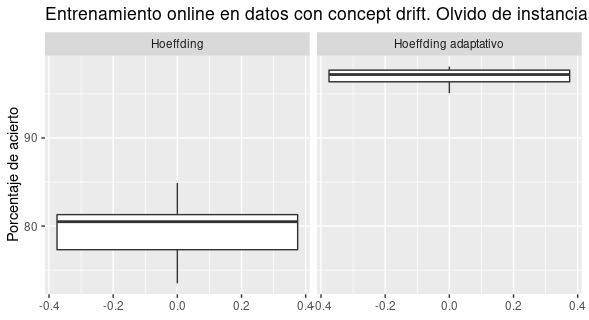 Entrenamiento online en datos con concept drift. Olvido de instancia
Hoeffding
Hoeffding adaptativo
Porcentaje de acierto
90
80
-0.4 -0.2 0.0 0.2 0.4
-0.4 -0.2 0.0 0.2 0.4